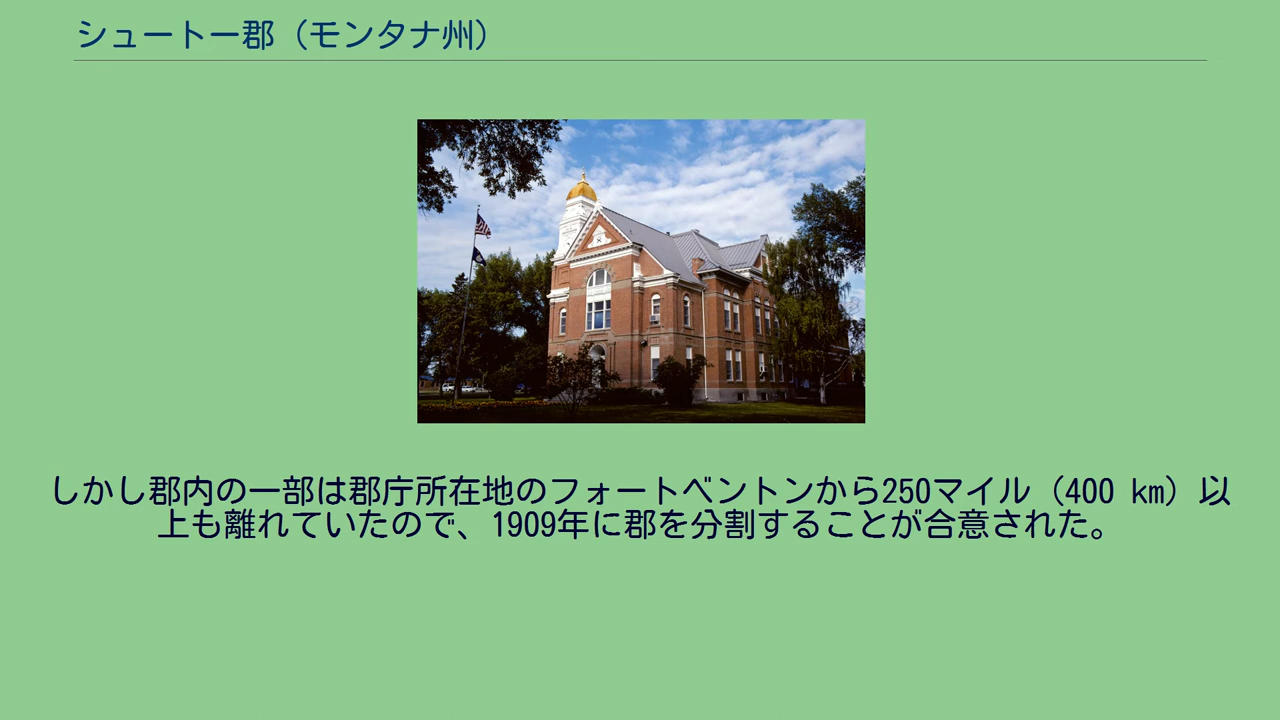 シュートー郡（モンタナ州）
しかし郡内の一部は郡庁所在地のフォートベントンから250マイル（400 km）以
上も離れていたので、1909年に郡を分割することが合意された。